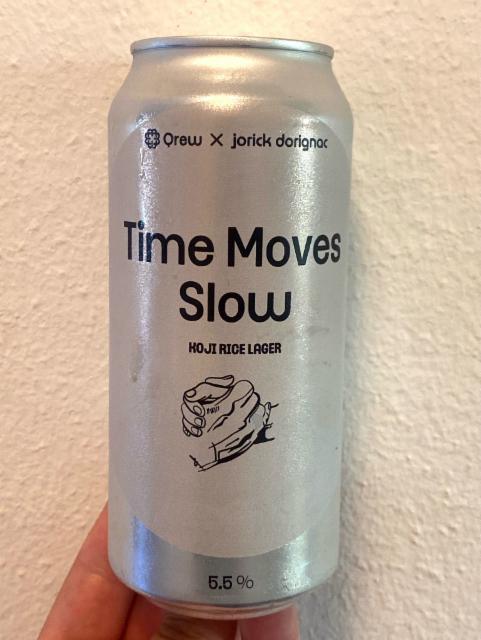 Qrew X jorick dorignac
Time Moves
Slow
KOJI RICE LAGER
5.5 %